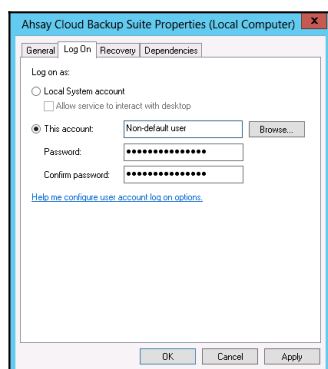 Ahsay Cloud Backup Suite Properties (Local Computer) x
General Log On Recovery Dependencies
Log on as:
Local System account
Allow service to interact with desktop
This account: Non-default user Browse...
Password: ●●●●●●●●●●●●●●●
Confirm password: ●●●●●●●●●●●●●●●
Help me configure user account log on options.
OK Cancel Apply